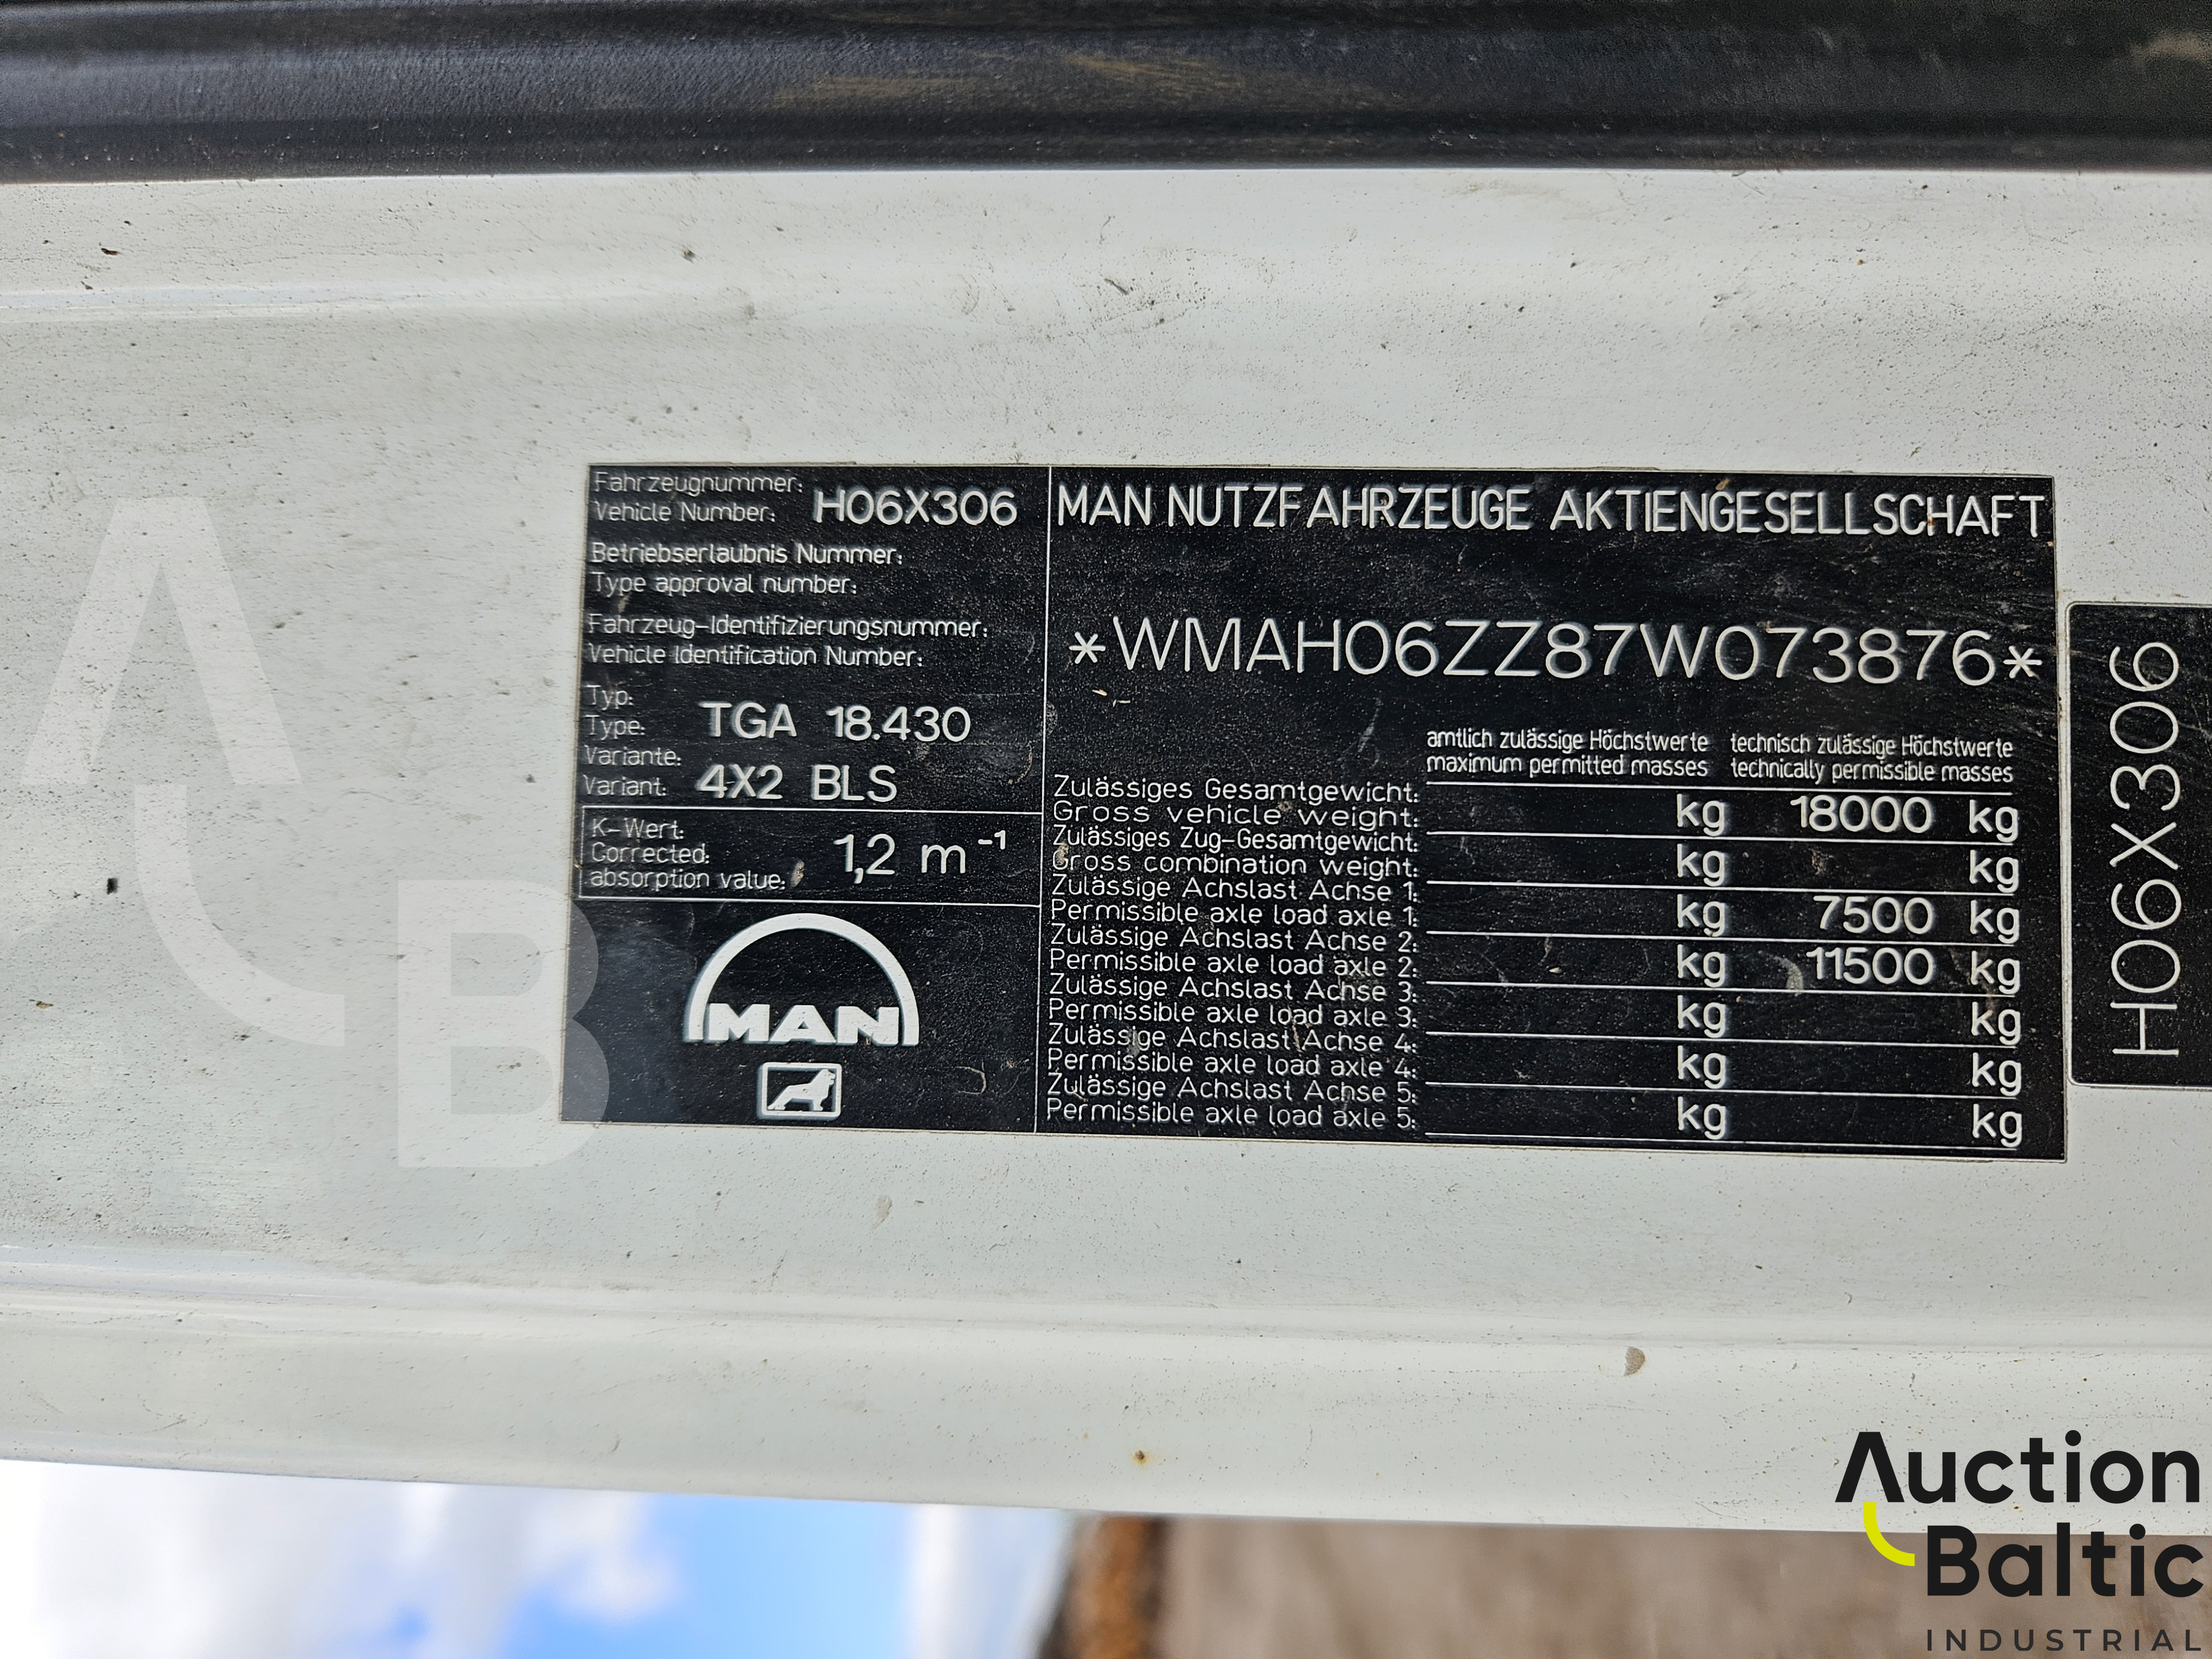 Fahrzeugnummer:
Vehicle Number: H06X306
Betriebserlaubnis Nummer:
Type approval number:
Fahrzeug-Identifizierungsnummer:
Vehicle Identification Number:
Typ:
Type: TGA 18.430
Variante:
Variant: 4X2 BLS
K-Wert:
Corrected:
absorption value: 1,2 m⁻¹
MAN
MAN NUTZFAHRZEUGE AKTIENGESELLSCHAFT
*WMAH06ZZ87W073876*
amtlich zulässige Höchstwerte technisch zulässige Höchstwerte
maximum permitted masses technically permissible masses
Zulässiges Gesamtgewicht:
Gross vehicle weight: kg 18000 kg
Zulässiges Zug-Gesamtgewicht:
Gross combination weight: kg kg
Zulässige Achslast Achse 1:
Permissible axle load axle 1: kg 7500 kg
Zulässige Achslast Achse 2:
Permissible axle load axle 2: kg 11500 kg
Zulässige Achslast Achse 3:
Permissible axle load axle 3: kg kg
Zulässige Achslast Achse 4:
Permissible axle load axle 4: kg kg
Zulässige Achslast Achse 5:
Permissible axle load axle 5: kg kg
H06X306
AB
Auction
Baltic
INDUSTRIAL